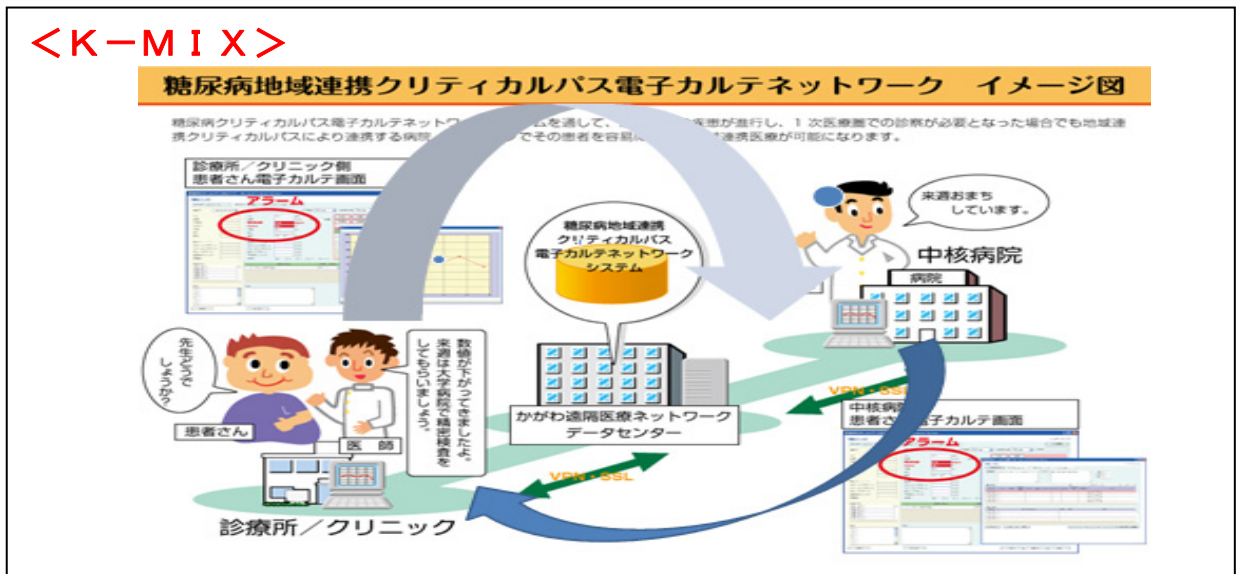 ＜Ｋ－ＭＩＸ＞
糖尿病地域連携クリティカルパス電子カルテネットワーク　イメージ図
糖尿病クリティカルパス電子カルテネットワ ムを通して、 疾患が進行し、１次医療圏での診察が必要となった場合でも地域連
携クリティカルパスにより連携する病院 でその患者を容易に 連携医療が可能になります。
診療所／クリニック側
患者さん電子カルテ画面
アラーム
糖尿病地域連携
クリティカルパス
電子カルテネットワーク
システム
来週おまち
しています。
中核病院
病院
先生どうで
しょうか？
患者さん
医　師
数値が下がってきましたよ。
来週は大学病院で精密検査を
してもらいましょう。
かがわ遠隔医療ネットワーク
データセンター
VPN・SSL
VPN・SSL
診療所／クリニック
中核病
患者さ 電子カルテ画面
アラーム